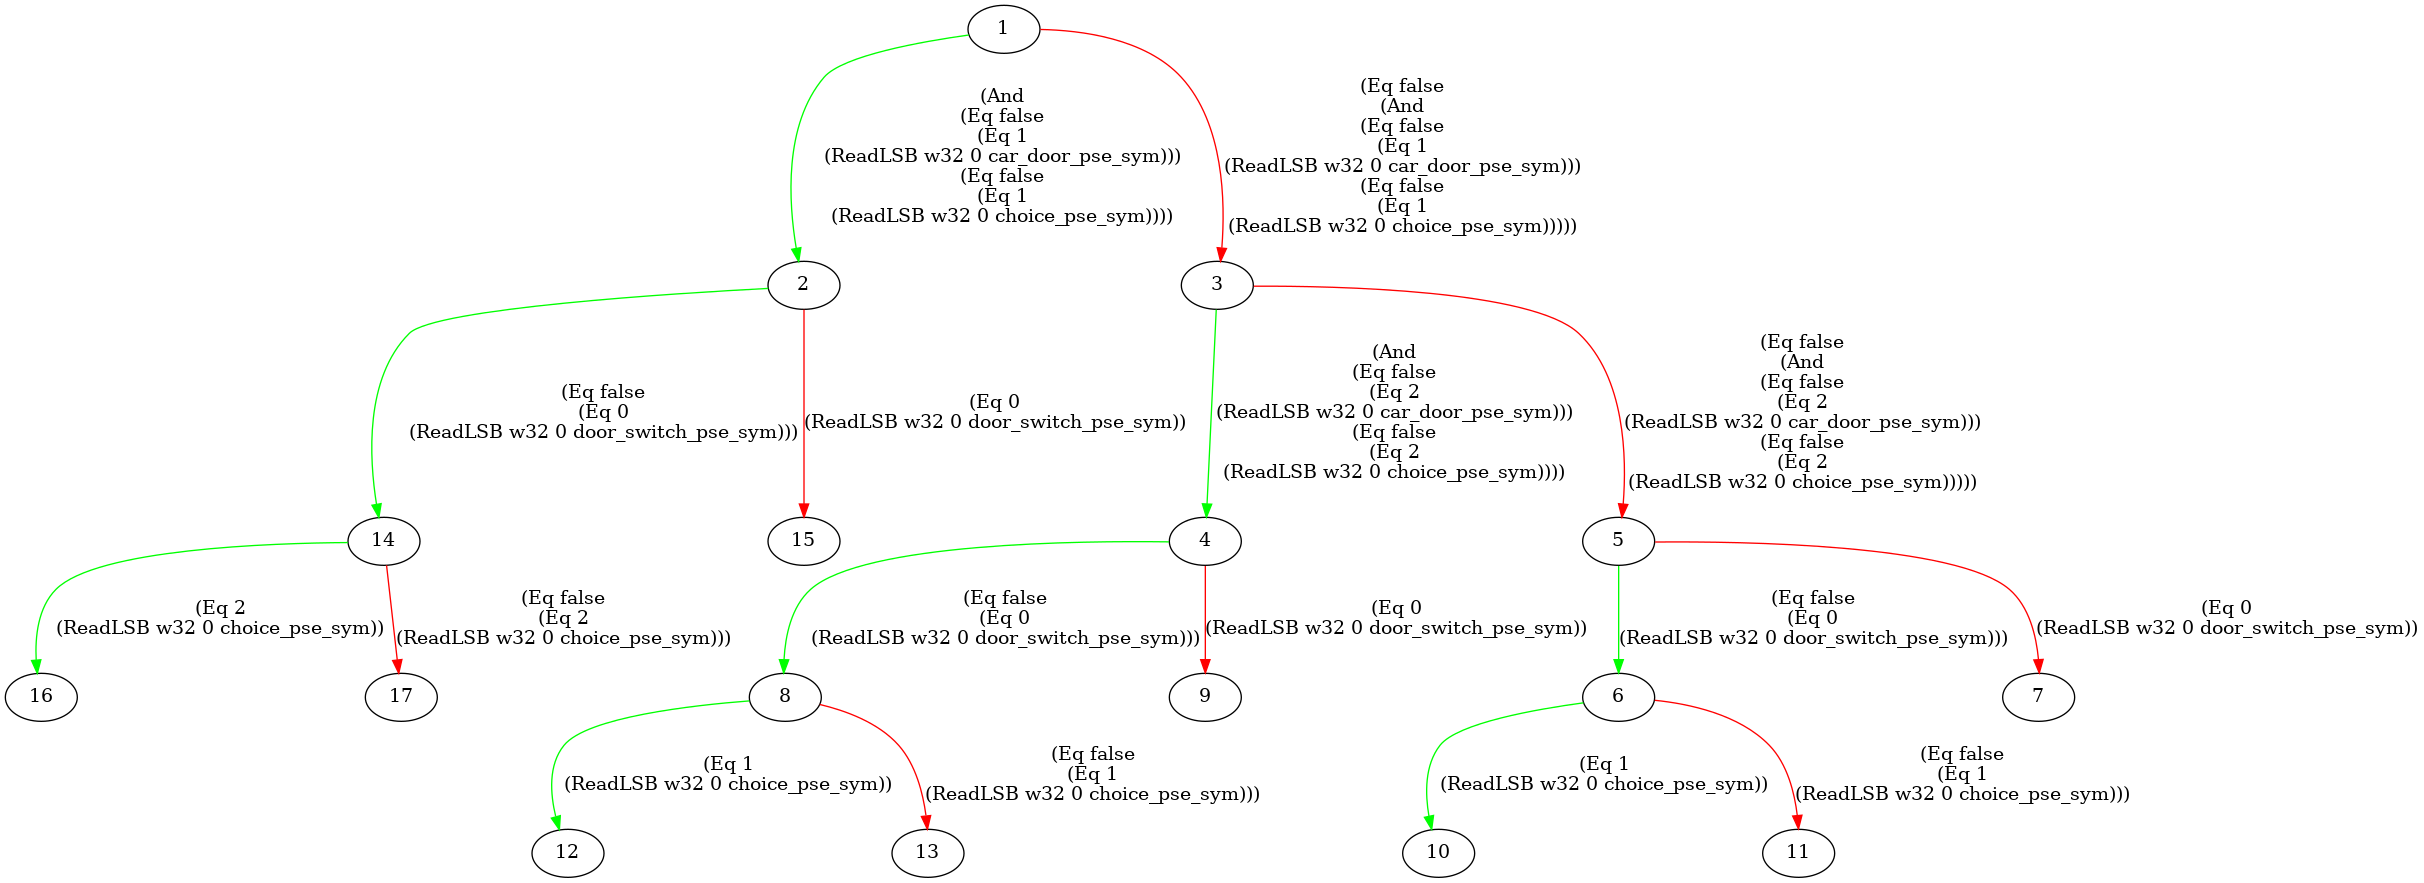 1
(And
(Eq false
(Eq 1
(ReadLSB w32 0 car_door_pse_sym)))
(Eq false
(Eq 1
(ReadLSB w32 0 choice_pse_sym))))
(Eq false
(And
(Eq false
(Eq 1
(ReadLSB w32 0 car_door_pse_sym)))
(Eq false
(Eq 1
(ReadLSB w32 0 choice_pse_sym)))))
2
3
(Eq false
(Eq 0
(ReadLSB w32 0 door_switch_pse_sym)))
(Eq 0
(ReadLSB w32 0 door_switch_pse_sym))
(And
(Eq false
(Eq 2
(ReadLSB w32 0 car_door_pse_sym)))
(Eq false
(Eq 2
(ReadLSB w32 0 choice_pse_sym))))
(Eq false
(And
(Eq false
(Eq 2
(ReadLSB w32 0 car_door_pse_sym)))
(Eq false
(Eq 2
(ReadLSB w32 0 choice_pse_sym)))))
14
15
4
5
(Eq 2
(ReadLSB w32 0 choice_pse_sym))
(Eq false
(Eq 2
(ReadLSB w32 0 choice_pse_sym)))
(Eq false
(Eq 0
(ReadLSB w32 0 door_switch_pse_sym)))
(Eq 0
(ReadLSB w32 0 door_switch_pse_sym))
(Eq false
(Eq 0
(ReadLSB w32 0 door_switch_pse_sym)))
(Eq 0
(ReadLSB w32 0 door_switch_pse_sym))
16
17
8
9
6
7
(Eq 1
(ReadLSB w32 0 choice_pse_sym))
(Eq false
(Eq 1
(ReadLSB w32 0 choice_pse_sym)))
(Eq 1
(ReadLSB w32 0 choice_pse_sym))
(Eq false
(Eq 1
(ReadLSB w32 0 choice_pse_sym)))
12
13
10
11